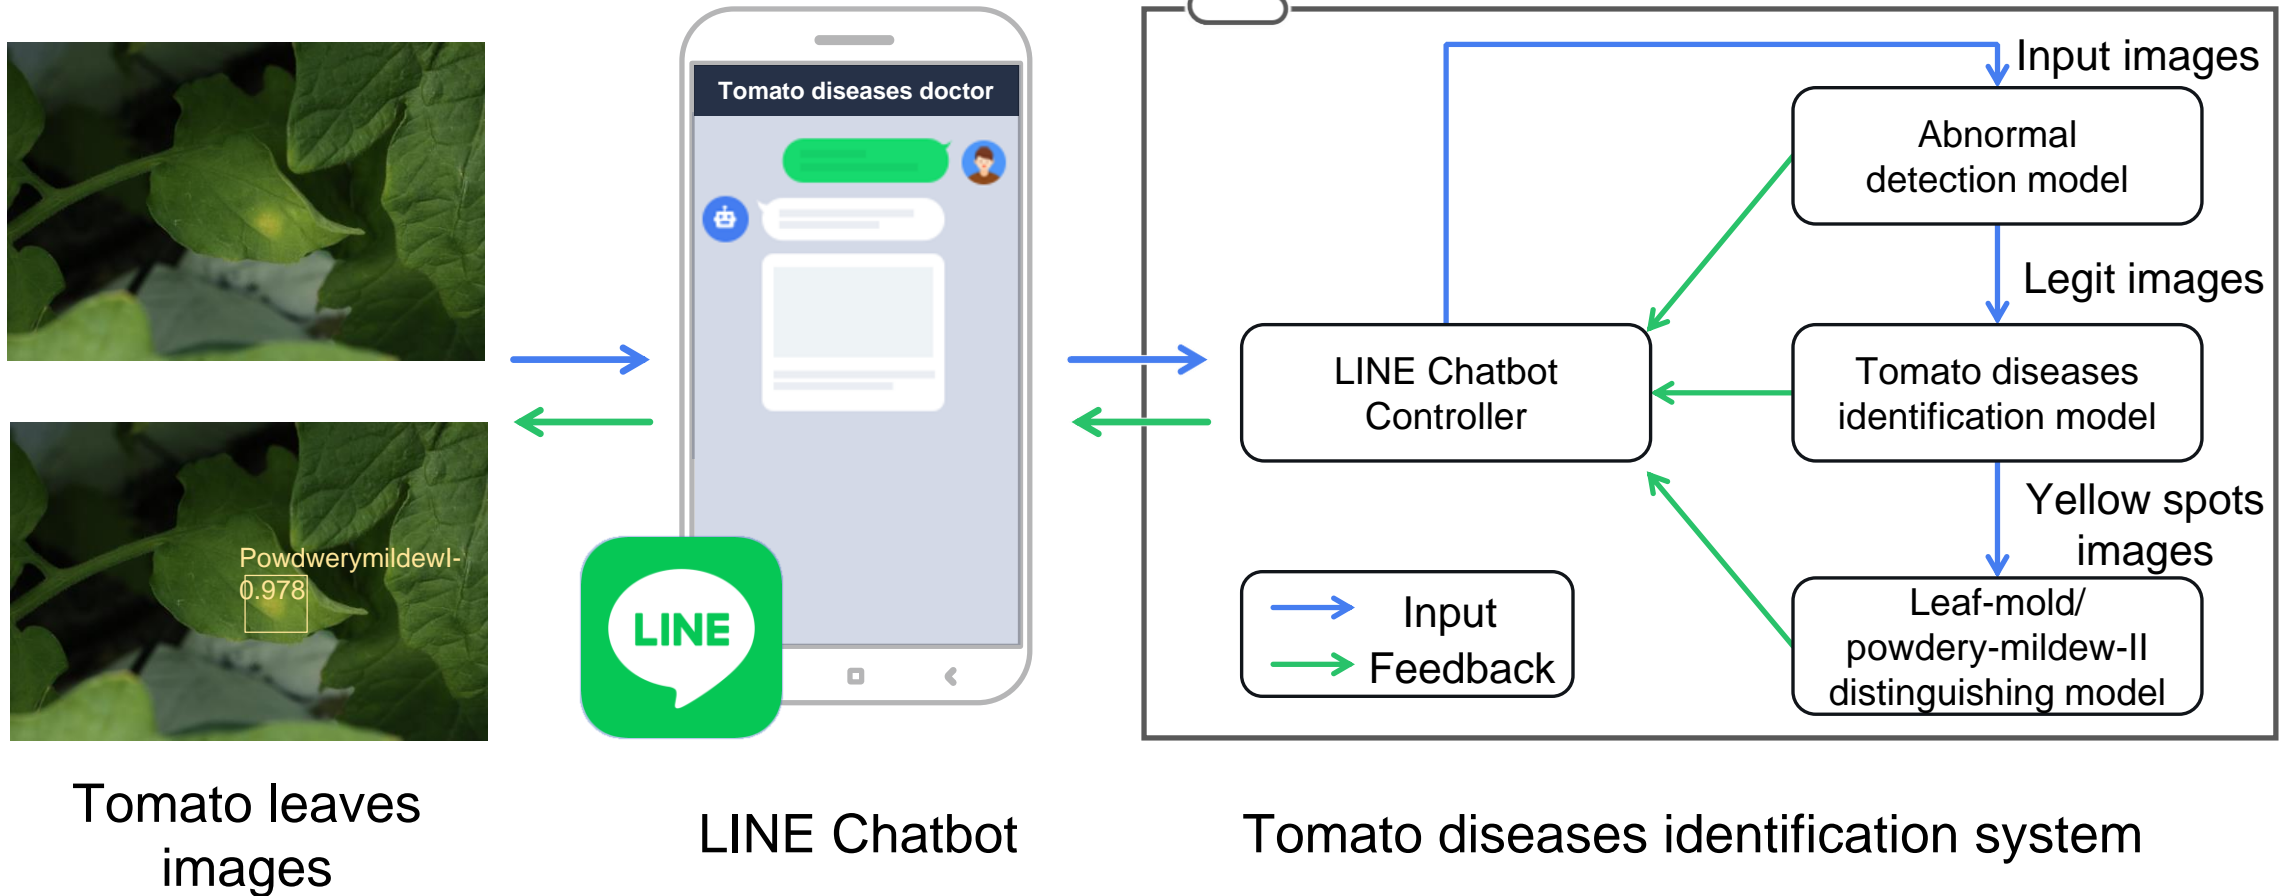 Tomato diseases doctor
PowdwerymildewI-
0.978
LINE
Input images
Abnormal
detection model
Legit images
LINE Chatbot
Controller
Tomato diseases
identification model
Yellow spots
images
Leaf-mold/
powdery-mildew-II
distinguishing model
Input
Feedback
Tomato leaves
images
LINE Chatbot
Tomato diseases identification system